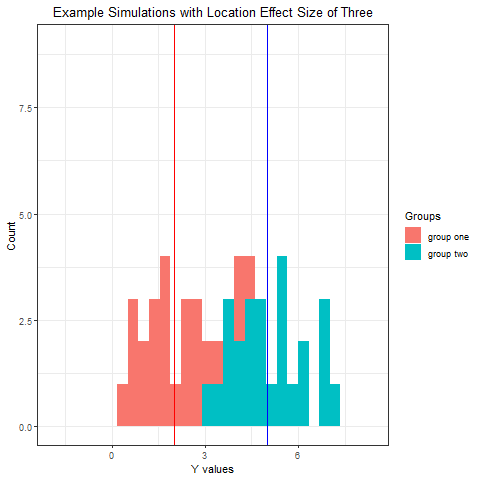 Example Simulations with Location Effect Size of Three
7.5
5.0
2.5
0.0
Count
0 3 6
Y values
Groups
group one
group two